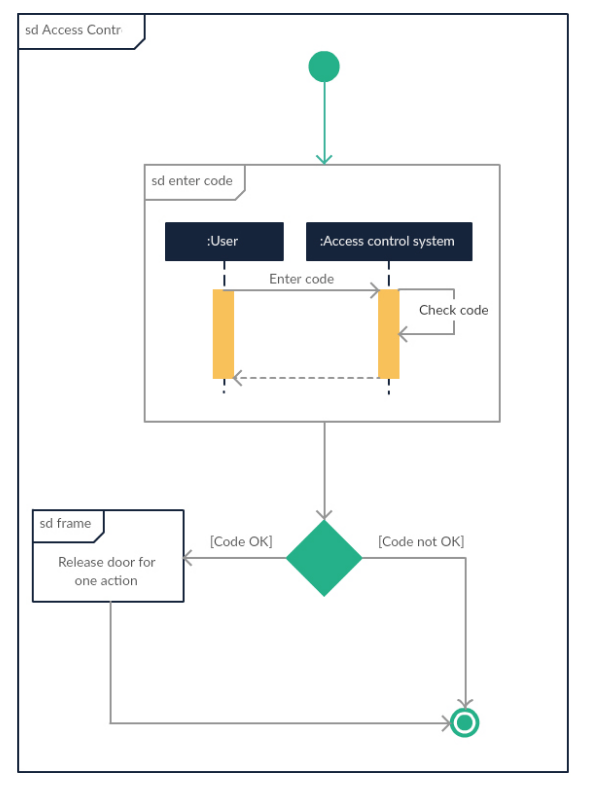 sd Access Contr
sd enter code
:User
:Access control system
Enter code
Check code
sd frame
Release door for
one action
[Code OK]
[Code not OK]